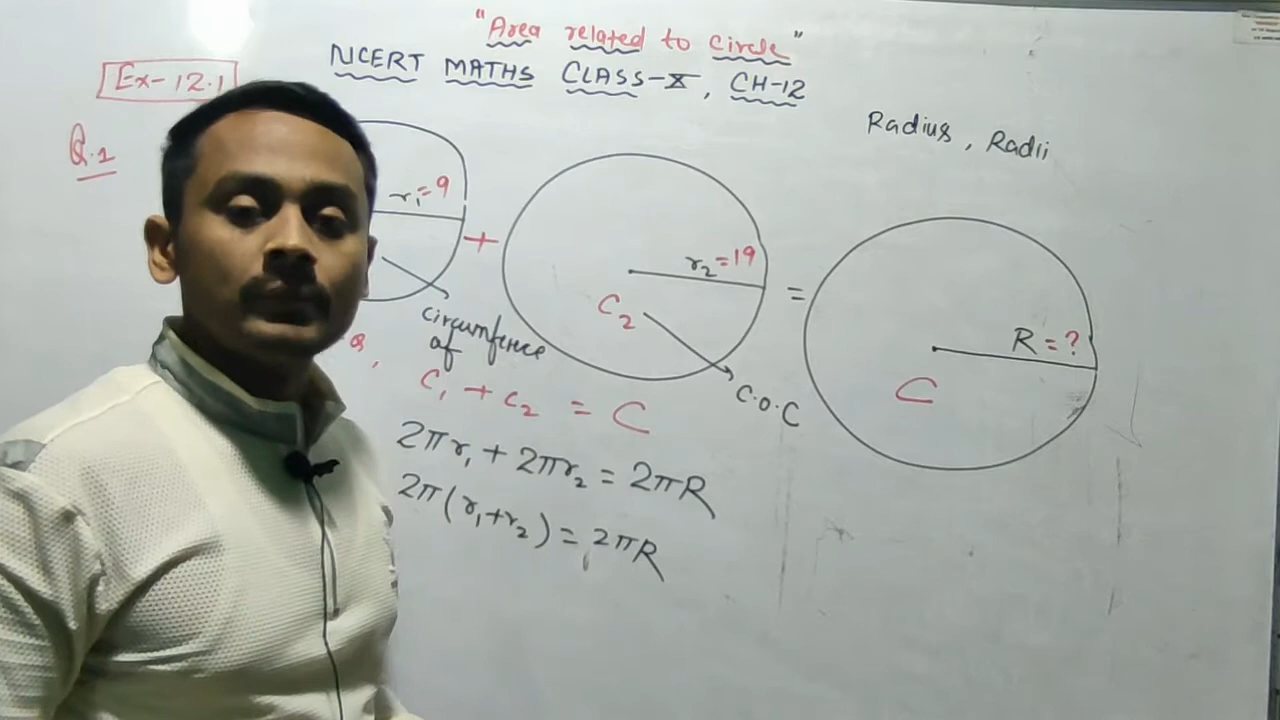 "Area related to circle"
NCERT MATHS CLASS-X, CH-12
Ex-12.1
Radius, Radii
Q.1
r₁=9
+
r₂=19
C₂
=
R=?
C
circumfence
of
C.O.C
C₁ + C₂ = C
2πr₁ + 2πr₂ = 2πR
2π(r₁+r₂) = 2πR